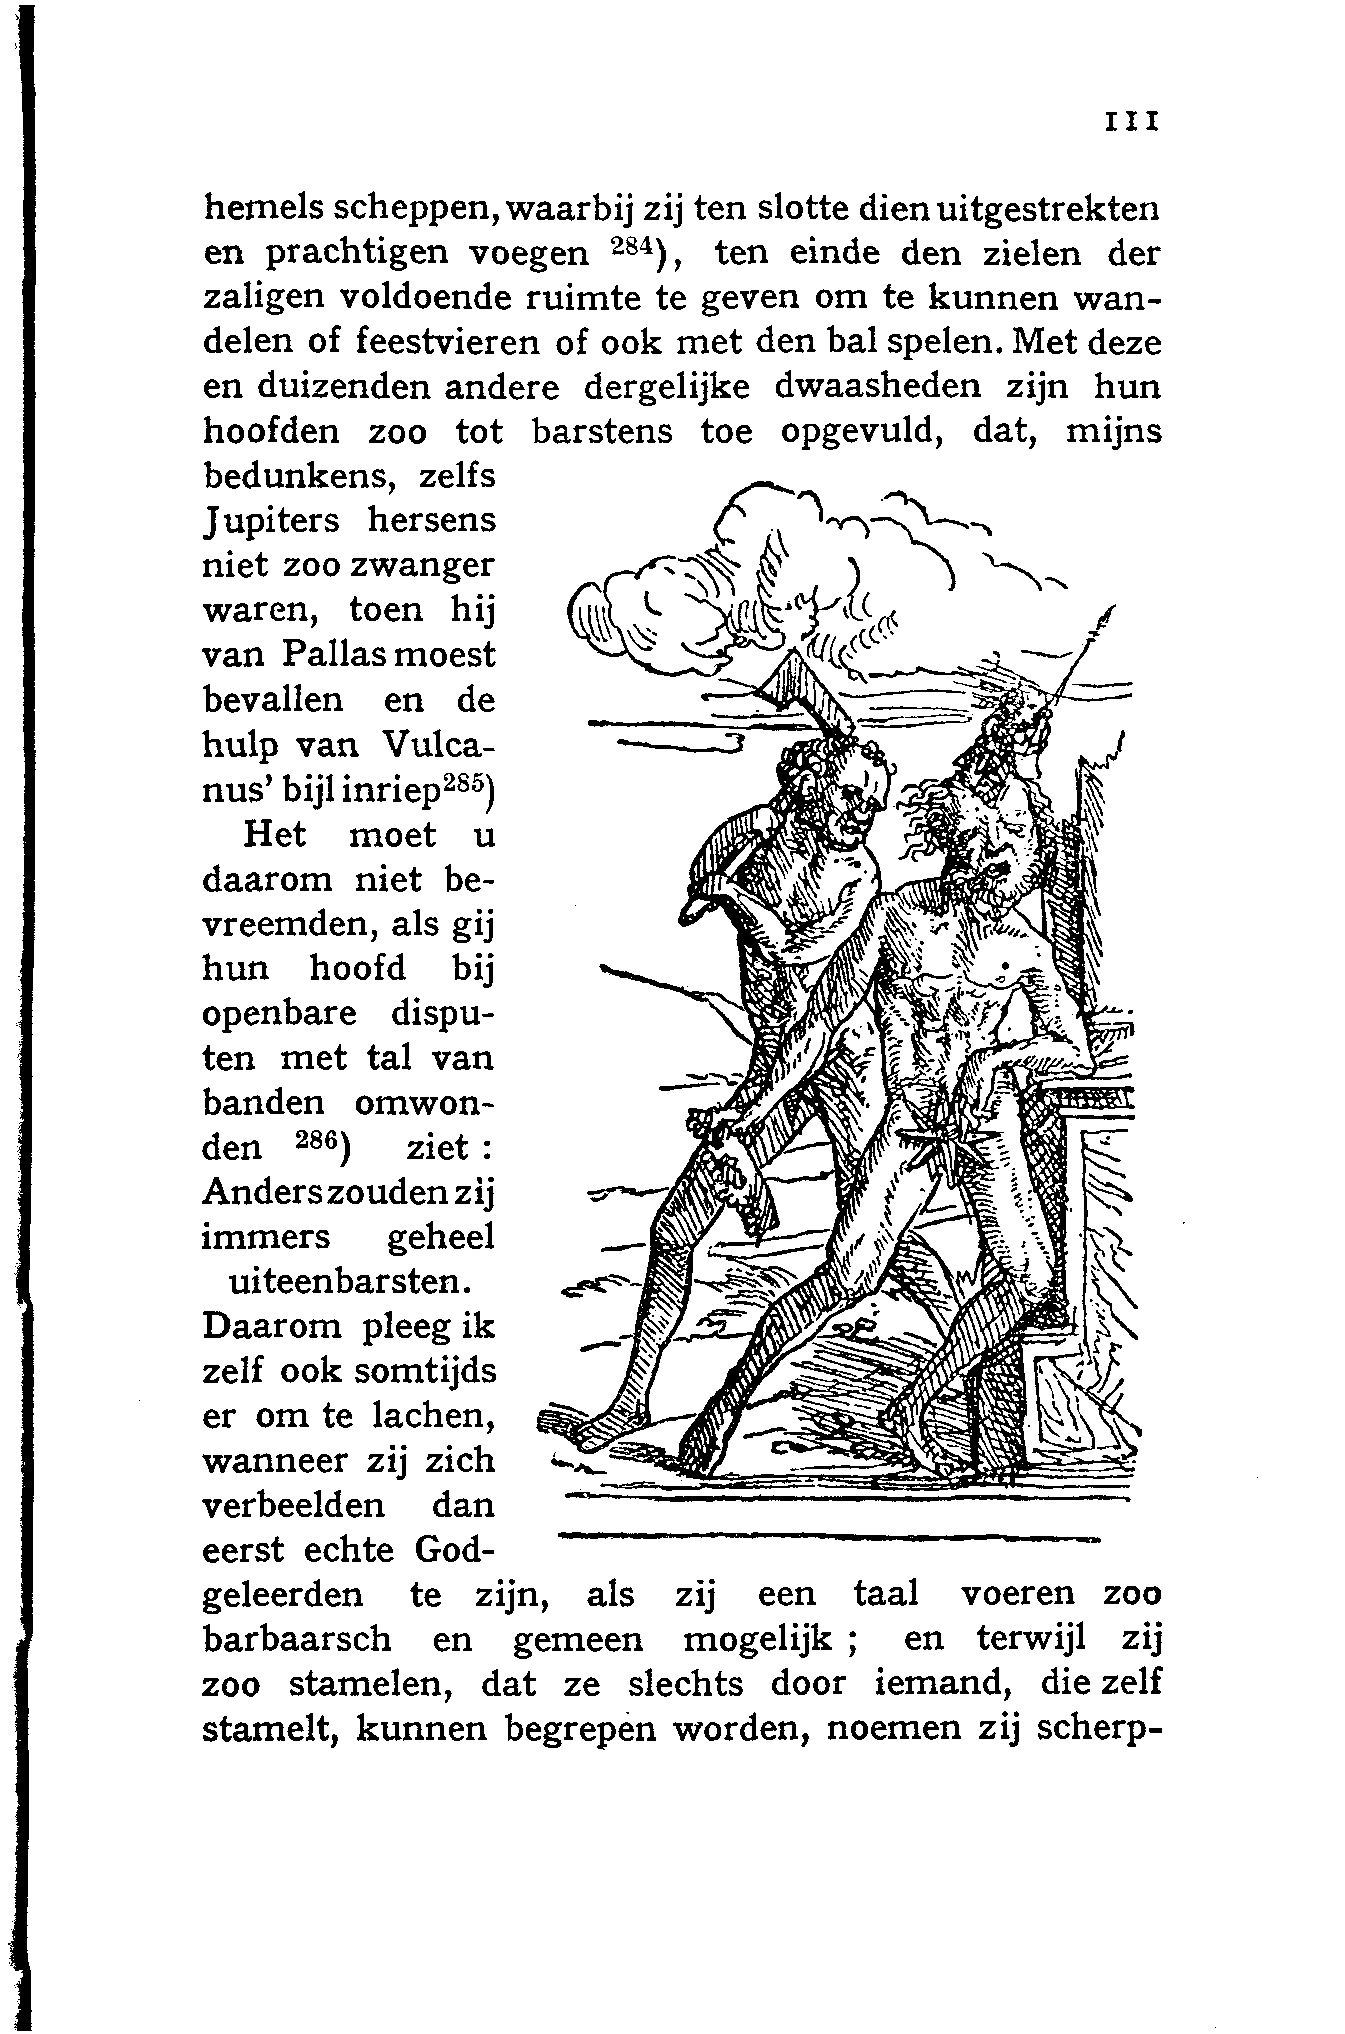 111
hemels scheppen, waarbij zij ten slotte dien uitgestrekten
en prachtigen voegen ²⁸⁴), ten einde den zielen der
zaligen voldoende ruimte te geven om te kunnen wan-
delen of feestvieren of ook met den bal spelen. Met deze
en duizenden andere dergelijke dwaasheden zijn hun
hoofden zoo tot barstens toe opgevuld, dat, mijns
bedunkens, zelfs
Jupiters hersens
niet zoo zwanger
waren, toen hij
van Pallas moest
bevallen en de
hulp van Vulca-
nus' bijl inriep²⁸⁵)
Het moet u
daarom niet be-
vreemden, als gij
hun hoofd bij
openbare dispu-
ten met tal van
banden omwon-
den ²⁸⁶) ziet :
Anders zouden zij
immers geheel
uiteenbarsten.
Daarom pleeg ik
zelf ook somtijds
er om te lachen,
wanneer zij zich
verbeelden dan
eerst echte God-
geleerden te zijn, als zij een taal voeren zoo
barbaarsch en gemeen mogelijk ; en terwijl zij
zoo stamelen, dat ze slechts door iemand, die zelf
stamelt, kunnen begrepen worden, noemen zij scherp-